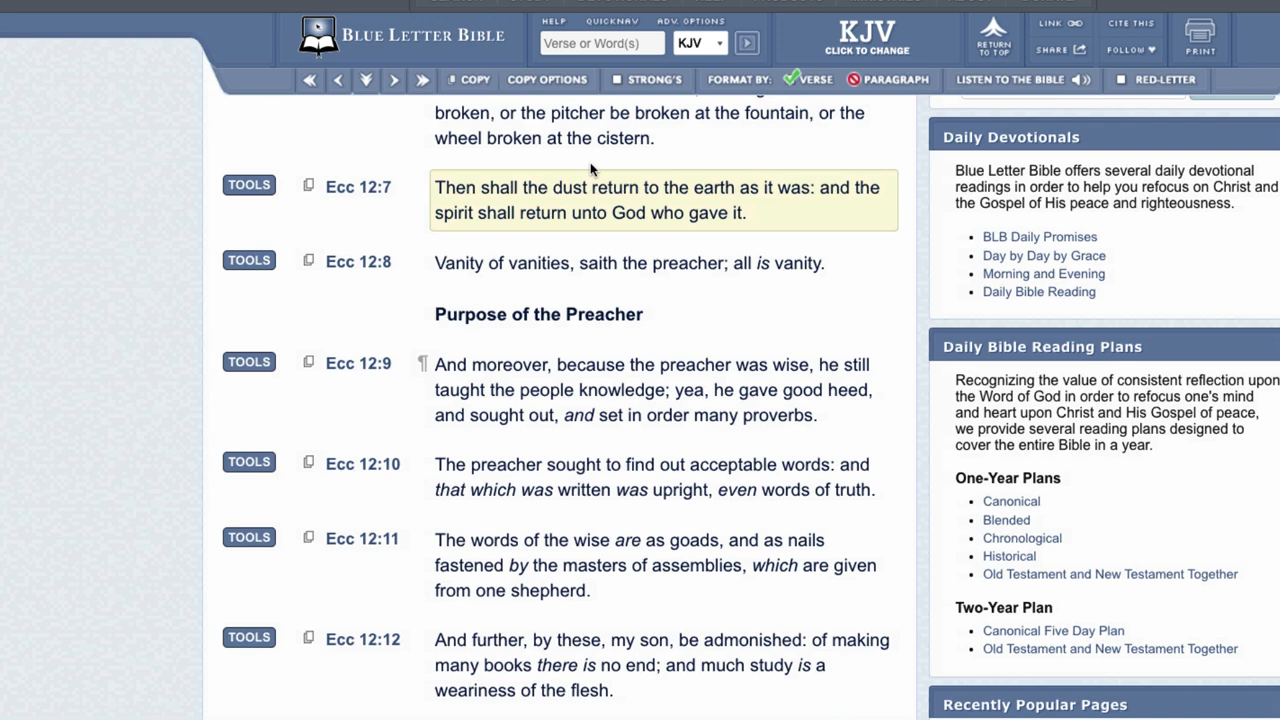 HELP QUICKNAV ADV. OPTIONS
BLUE LETTER BIBLE
Verse or Word(s)
KJV
KJV
CLICK TO CHANGE
RETURN
TO TOP
LINK
CITE THIS
SHARE
FOLLOW
PRINT
COPY COPY OPTIONS STRONG'S FORMAT BY: VERSE PARAGRAPH LISTEN TO THE BIBLE RED-LETTER
broken, or the pitcher be broken at the fountain, or the
wheel broken at the cistern.
TOOLS Ecc 12:7 Then shall the dust return to the earth as it was: and the
spirit shall return unto God who gave it.
TOOLS Ecc 12:8 Vanity of vanities, saith the preacher; all is vanity.
Purpose of the Preacher
TOOLS Ecc 12:9 ¶ And moreover, because the preacher was wise, he still
taught the people knowledge; yea, he gave good heed,
and sought out, and set in order many proverbs.
TOOLS Ecc 12:10 The preacher sought to find out acceptable words: and
that which was written was upright, even words of truth.
TOOLS Ecc 12:11 The words of the wise are as goads, and as nails
fastened by the masters of assemblies, which are given
from one shepherd.
TOOLS Ecc 12:12 And further, by these, my son, be admonished: of making
many books there is no end; and much study is a
weariness of the flesh.
Daily Devotionals
Blue Letter Bible offers several daily devotional
readings in order to help you refocus on Christ and
the Gospel of His peace and righteousness.
BLB Daily Promises
Day by Day by Grace
Morning and Evening
Daily Bible Reading
Daily Bible Reading Plans
Recognizing the value of consistent reflection upon
the Word of God in order to refocus one's mind
and heart upon Christ and His Gospel of peace,
we provide several reading plans designed to
cover the entire Bible in a year.
One-Year Plans
Canonical
Blended
Chronological
Historical
Old Testament and New Testament Together
Two-Year Plan
Canonical Five Day Plan
Old Testament and New Testament Together
Recently Popular Pages